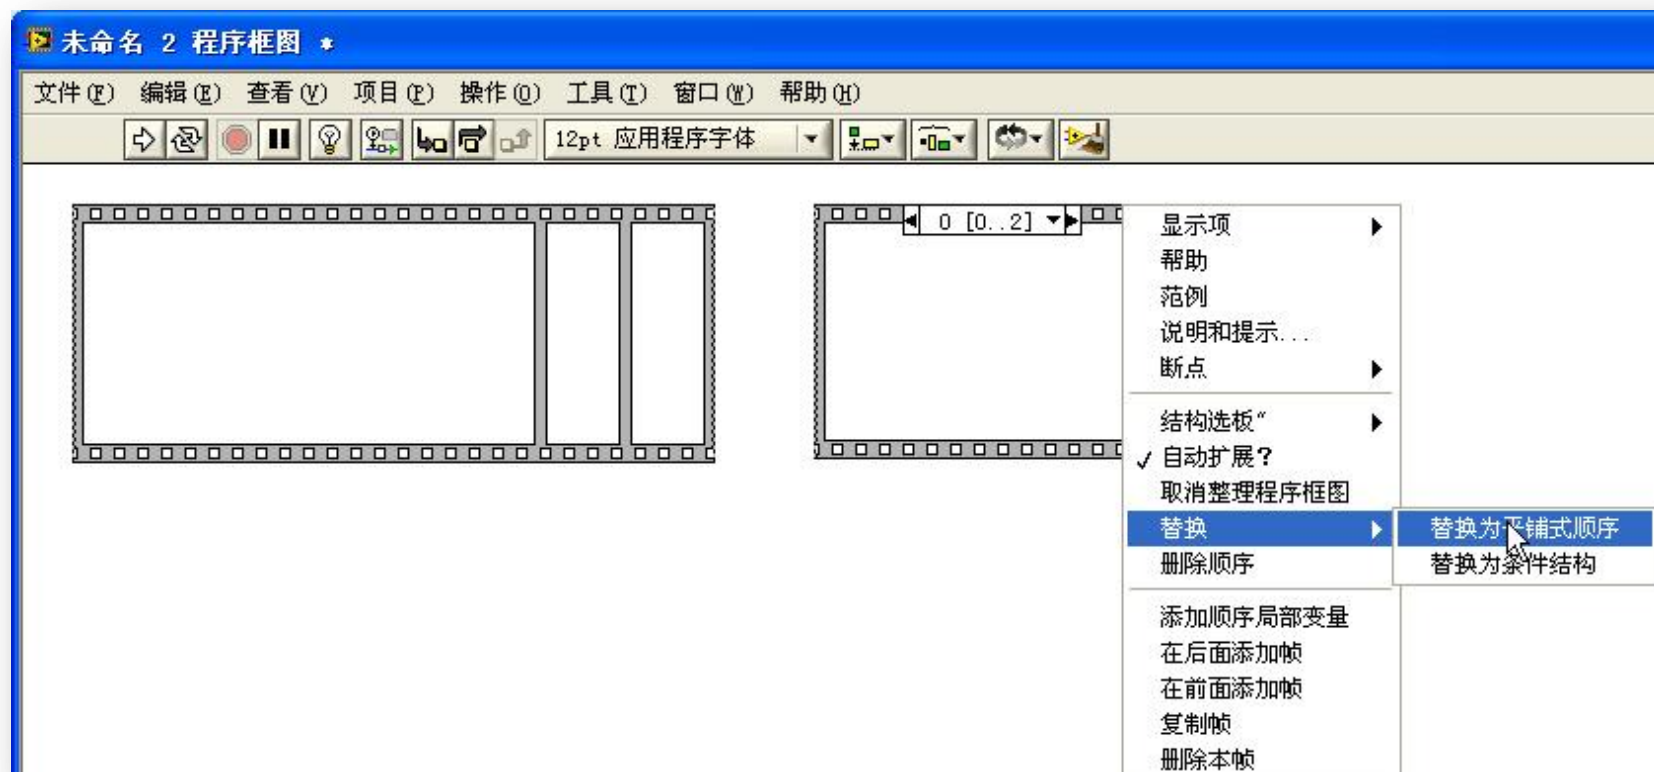 未命名 2 程序框图 *
文件(F) 编辑(E) 查看(V) 项目(P) 操作(O) 工具(T) 窗口(W) 帮助(H)
12pt 应用程序字体
0 [0..2]
显示项
帮助
范例
说明和提示...
断点
结构选板"
自动扩展?
取消整理程序框图
替换
替换为平铺式顺序
删除顺序
替换为条件结构
添加顺序局部变量
在后面添加帧
在前面添加帧
复制帧
删除本帧